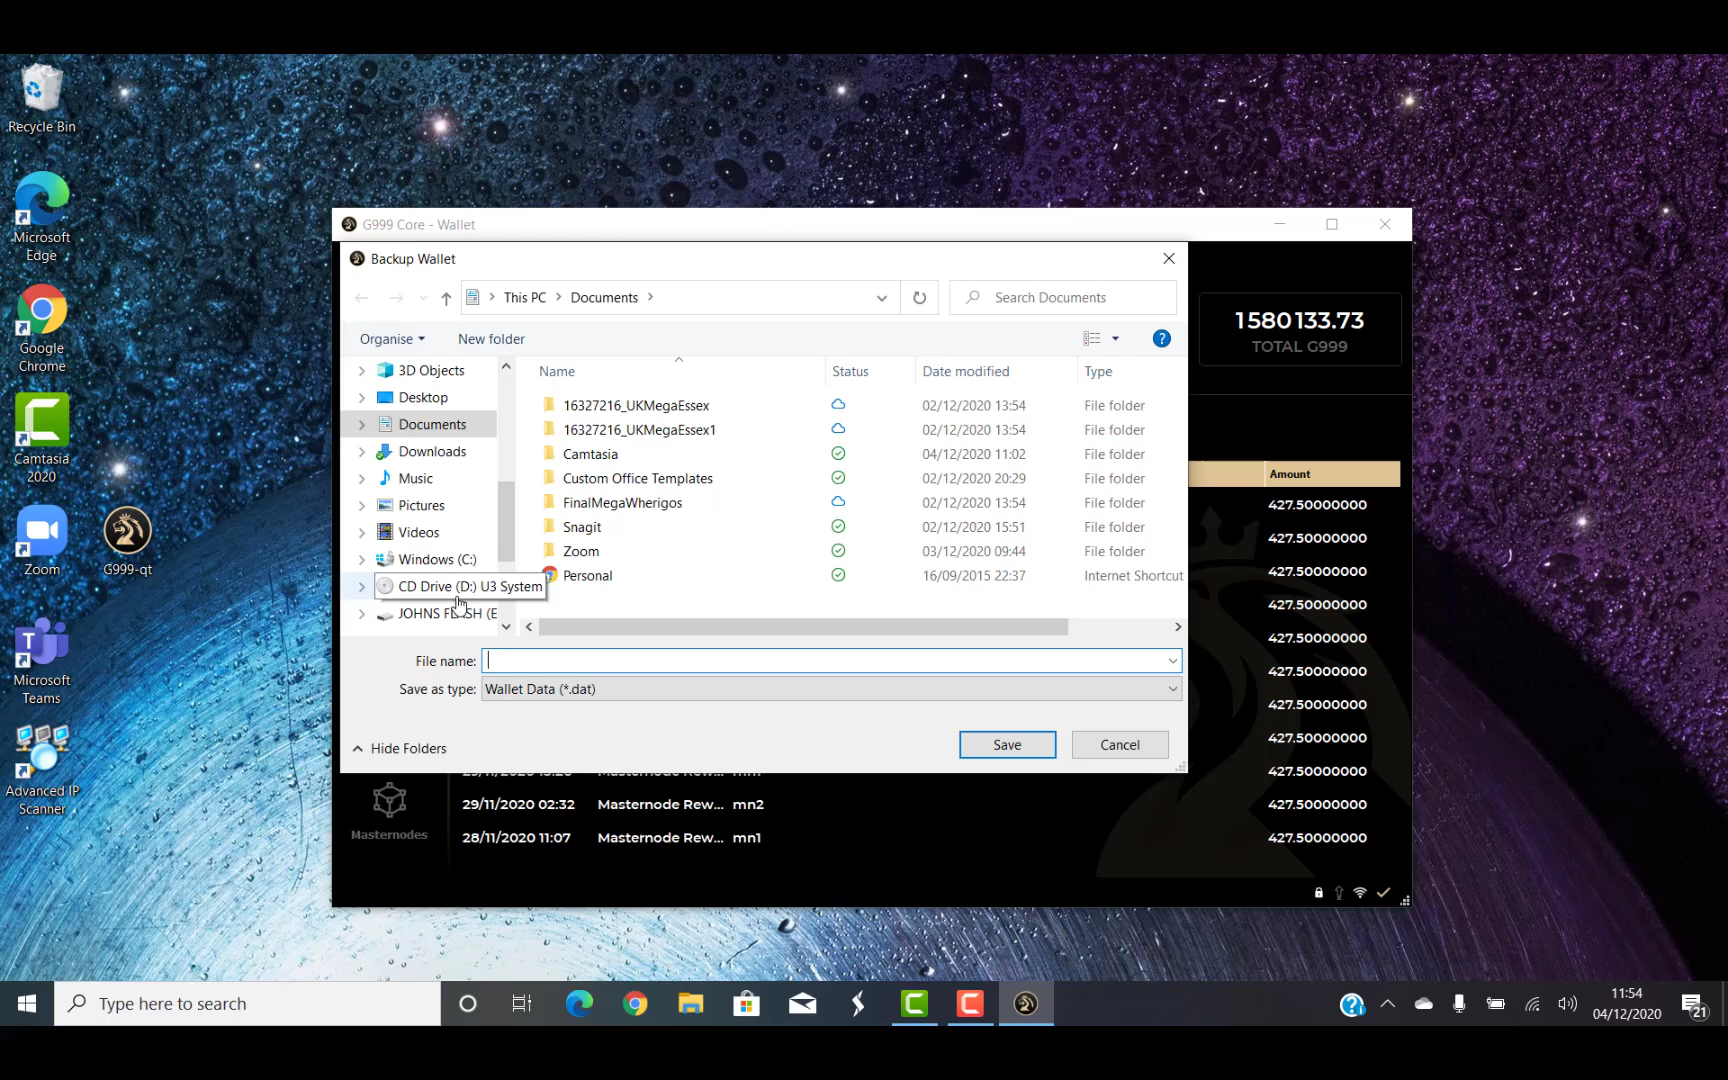 Recycle Bin
Microsoft
Edge
Google
Chrome
Camtasia
2020
Zoom
G999-qt
Microsoft
Teams
Advanced IP
Scanner
G999 Core - Wallet
Backup Wallet
This PC
Documents
Search Documents
Organise
New folder
3D Objects
Desktop
Documents
Downloads
Music
Pictures
Videos
Windows (C:)
CD Drive (D:) U3 System
JOHNS (E
Name Status Date modified Type
16327216_UKMegaEssex 02/12/2020 13:54 File folder
16327216_UKMegaEssex1 02/12/2020 13:54 File folder
Camtasia 04/12/2020 11:02 File folder
Custom Office Templates 02/12/2020 20:29 File folder
FinalMegaWherigos 02/12/2020 13:54 File folder
Snagit 02/12/2020 15:51 File folder
Zoom 03/12/2020 09:44 File folder
Personal 16/09/2015 22:37 Internet Shortcut
File name:
Save as type: Wallet Data (*.dat)
Hide Folders
Save
Cancel
1580133.73
TOTAL G999
Amount
427.50000000
427.50000000
427.50000000
427.50000000
427.50000000
427.50000000
427.50000000
427.50000000
427.50000000
29/11/2020 02:32 Masternode Rew... mn2 427.50000000
28/11/2020 11:07 Masternode Rew... mn1 427.50000000
Masternodes
Type here to search
11:54
04/12/2020
21